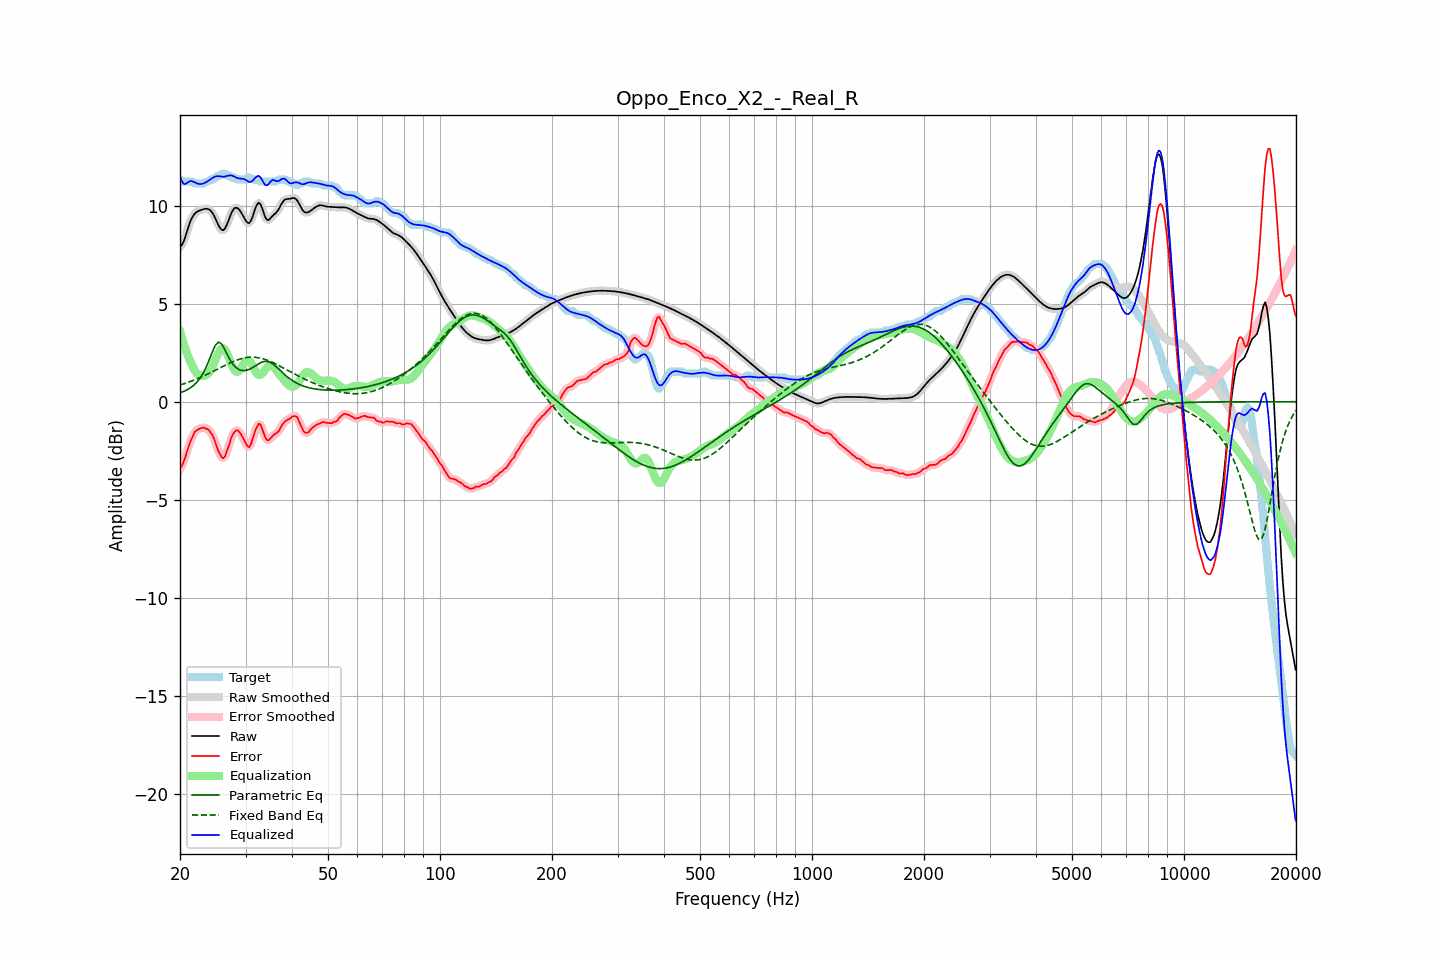 Oppo_Enco_X2_-_Real_R
Amplitude (dBr)
10
5
0
−5
−10
−15
−20
Target
Raw Smoothed
Error Smoothed
Raw
Error
Equalization
Parametric Eq
Fixed Band Eq
Equalized
20
50
100
200
500
1000
2000
5000
10000
20000
Frequency (Hz)